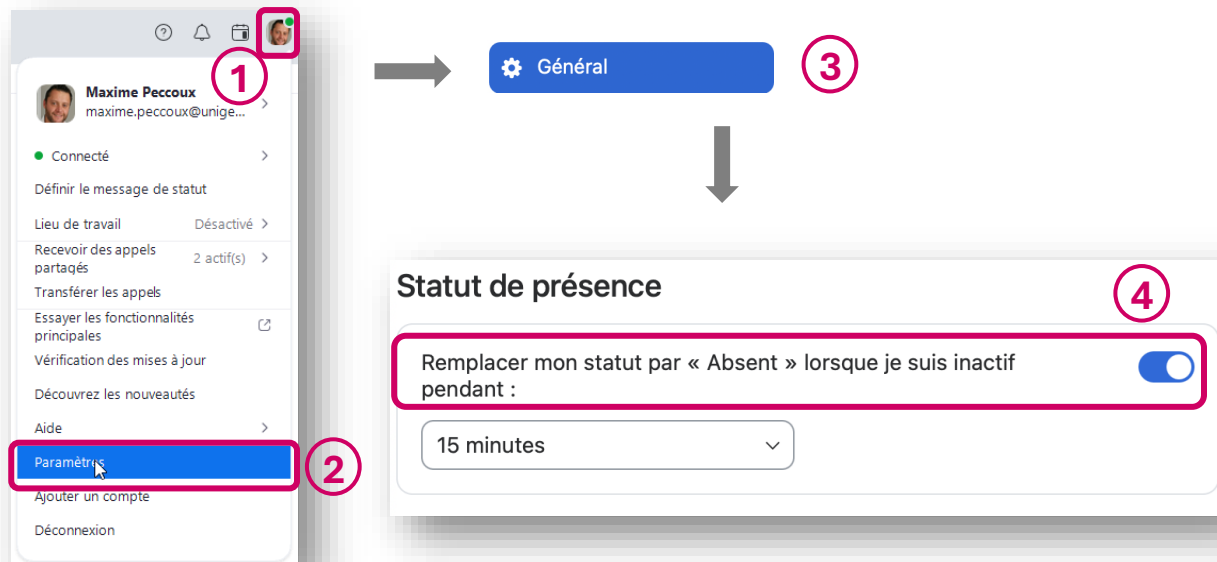 1
Maxime Peccoux
maxime.peccoux@unige...
Connecté
Définir le message de statut
Lieu de travail Désactivé
Recevoir des appels
partagés
2 actif(s)
Transférer les appels
Essayer les fonctionnalités
principales
Vérification des mises à jour
Découvrez les nouveautés
Aide
Paramètres
2
Ajouter un compte
Déconnexion
Général
3
Statut de présence
4
Remplacer mon statut par « Absent » lorsque je suis inactif
pendant :
15 minutes